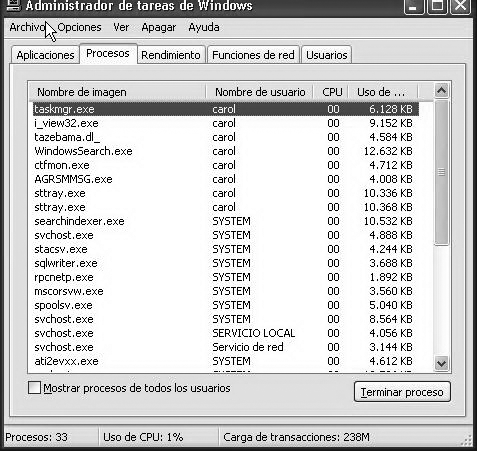 Administrador de tareas de Windows
Archivo Opciones Ver Apagar Ayuda
Aplicaciones Procesos Rendimiento Funciones de red Usuarios
Nombre de imagen Nombre de usuario CPU Uso de ...
taskmgr.exe carol 00 6.128 KB
i_view32.exe carol 00 9.152 KB
tazebama.dl_ carol 00 4.584 KB
WindowsSearch.exe carol 00 12.632 KB
ctfmon.exe carol 00 4.712 KB
AGRSMMSG.exe carol 00 4.008 KB
sttray.exe carol 00 10.336 KB
sttray.exe carol 00 10.368 KB
searchindexer.exe SYSTEM 00 10.532 KB
svchost.exe SYSTEM 00 4.888 KB
stacsv.exe SYSTEM 00 4.244 KB
sqlwriter.exe SYSTEM 00 3.688 KB
rpcnetp.exe SYSTEM 00 1.892 KB
mscorsvw.exe SYSTEM 00 3.560 KB
spoolsv.exe SYSTEM 00 5.040 KB
svchost.exe SYSTEM 00 8.564 KB
svchost.exe SERVICIO LOCAL 00 4.056 KB
svchost.exe Servicio de red 00 3.144 KB
ati2evxx.exe SYSTEM 00 4.612 KB
Mostrar procesos de todos los usuarios
Terminar proceso
Procesos: 33 Uso de CPU: 1% Carga de transacciones: 238M